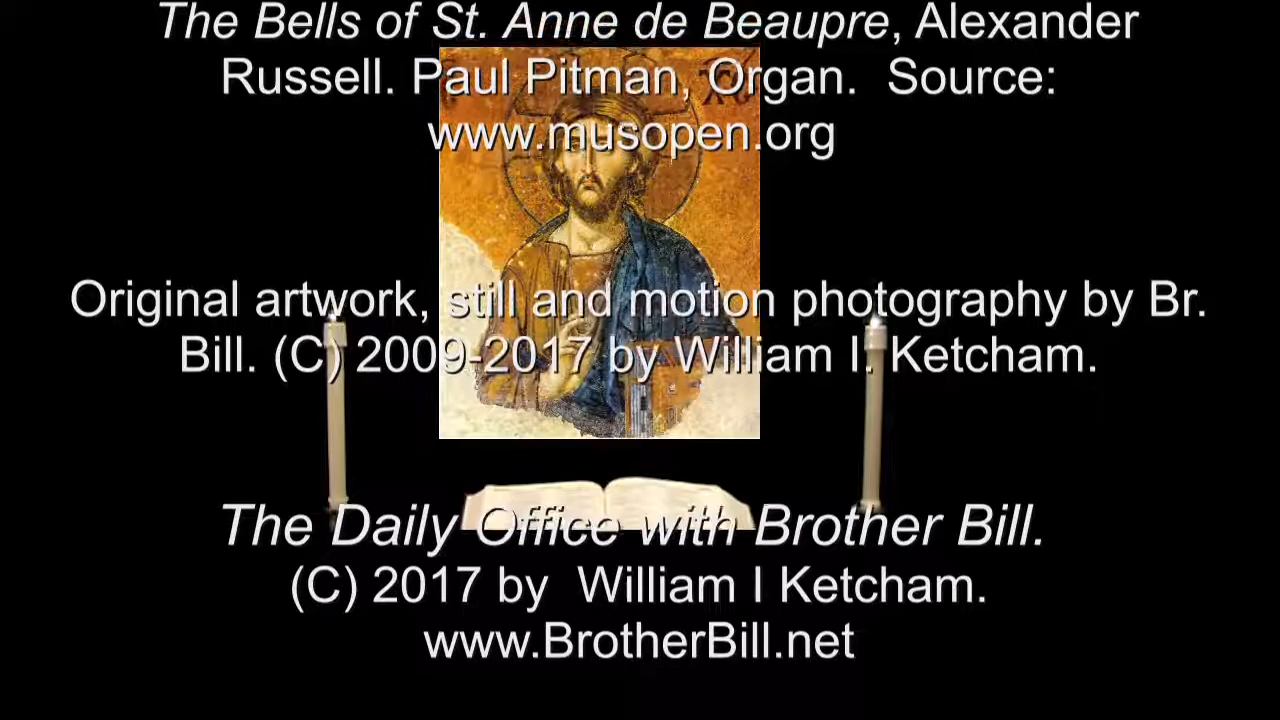 The Bells of St. Anne de Beaupre, Alexander
Russell. Paul Pitman, Organ.  Source:
www.musopen.org
Original artwork, still and motion photography by Br.
Bill. (C) 2009-2017 by William I. Ketcham.
The Daily Office with Brother Bill.
(C) 2017 by  William I Ketcham.
www.BrotherBill.net